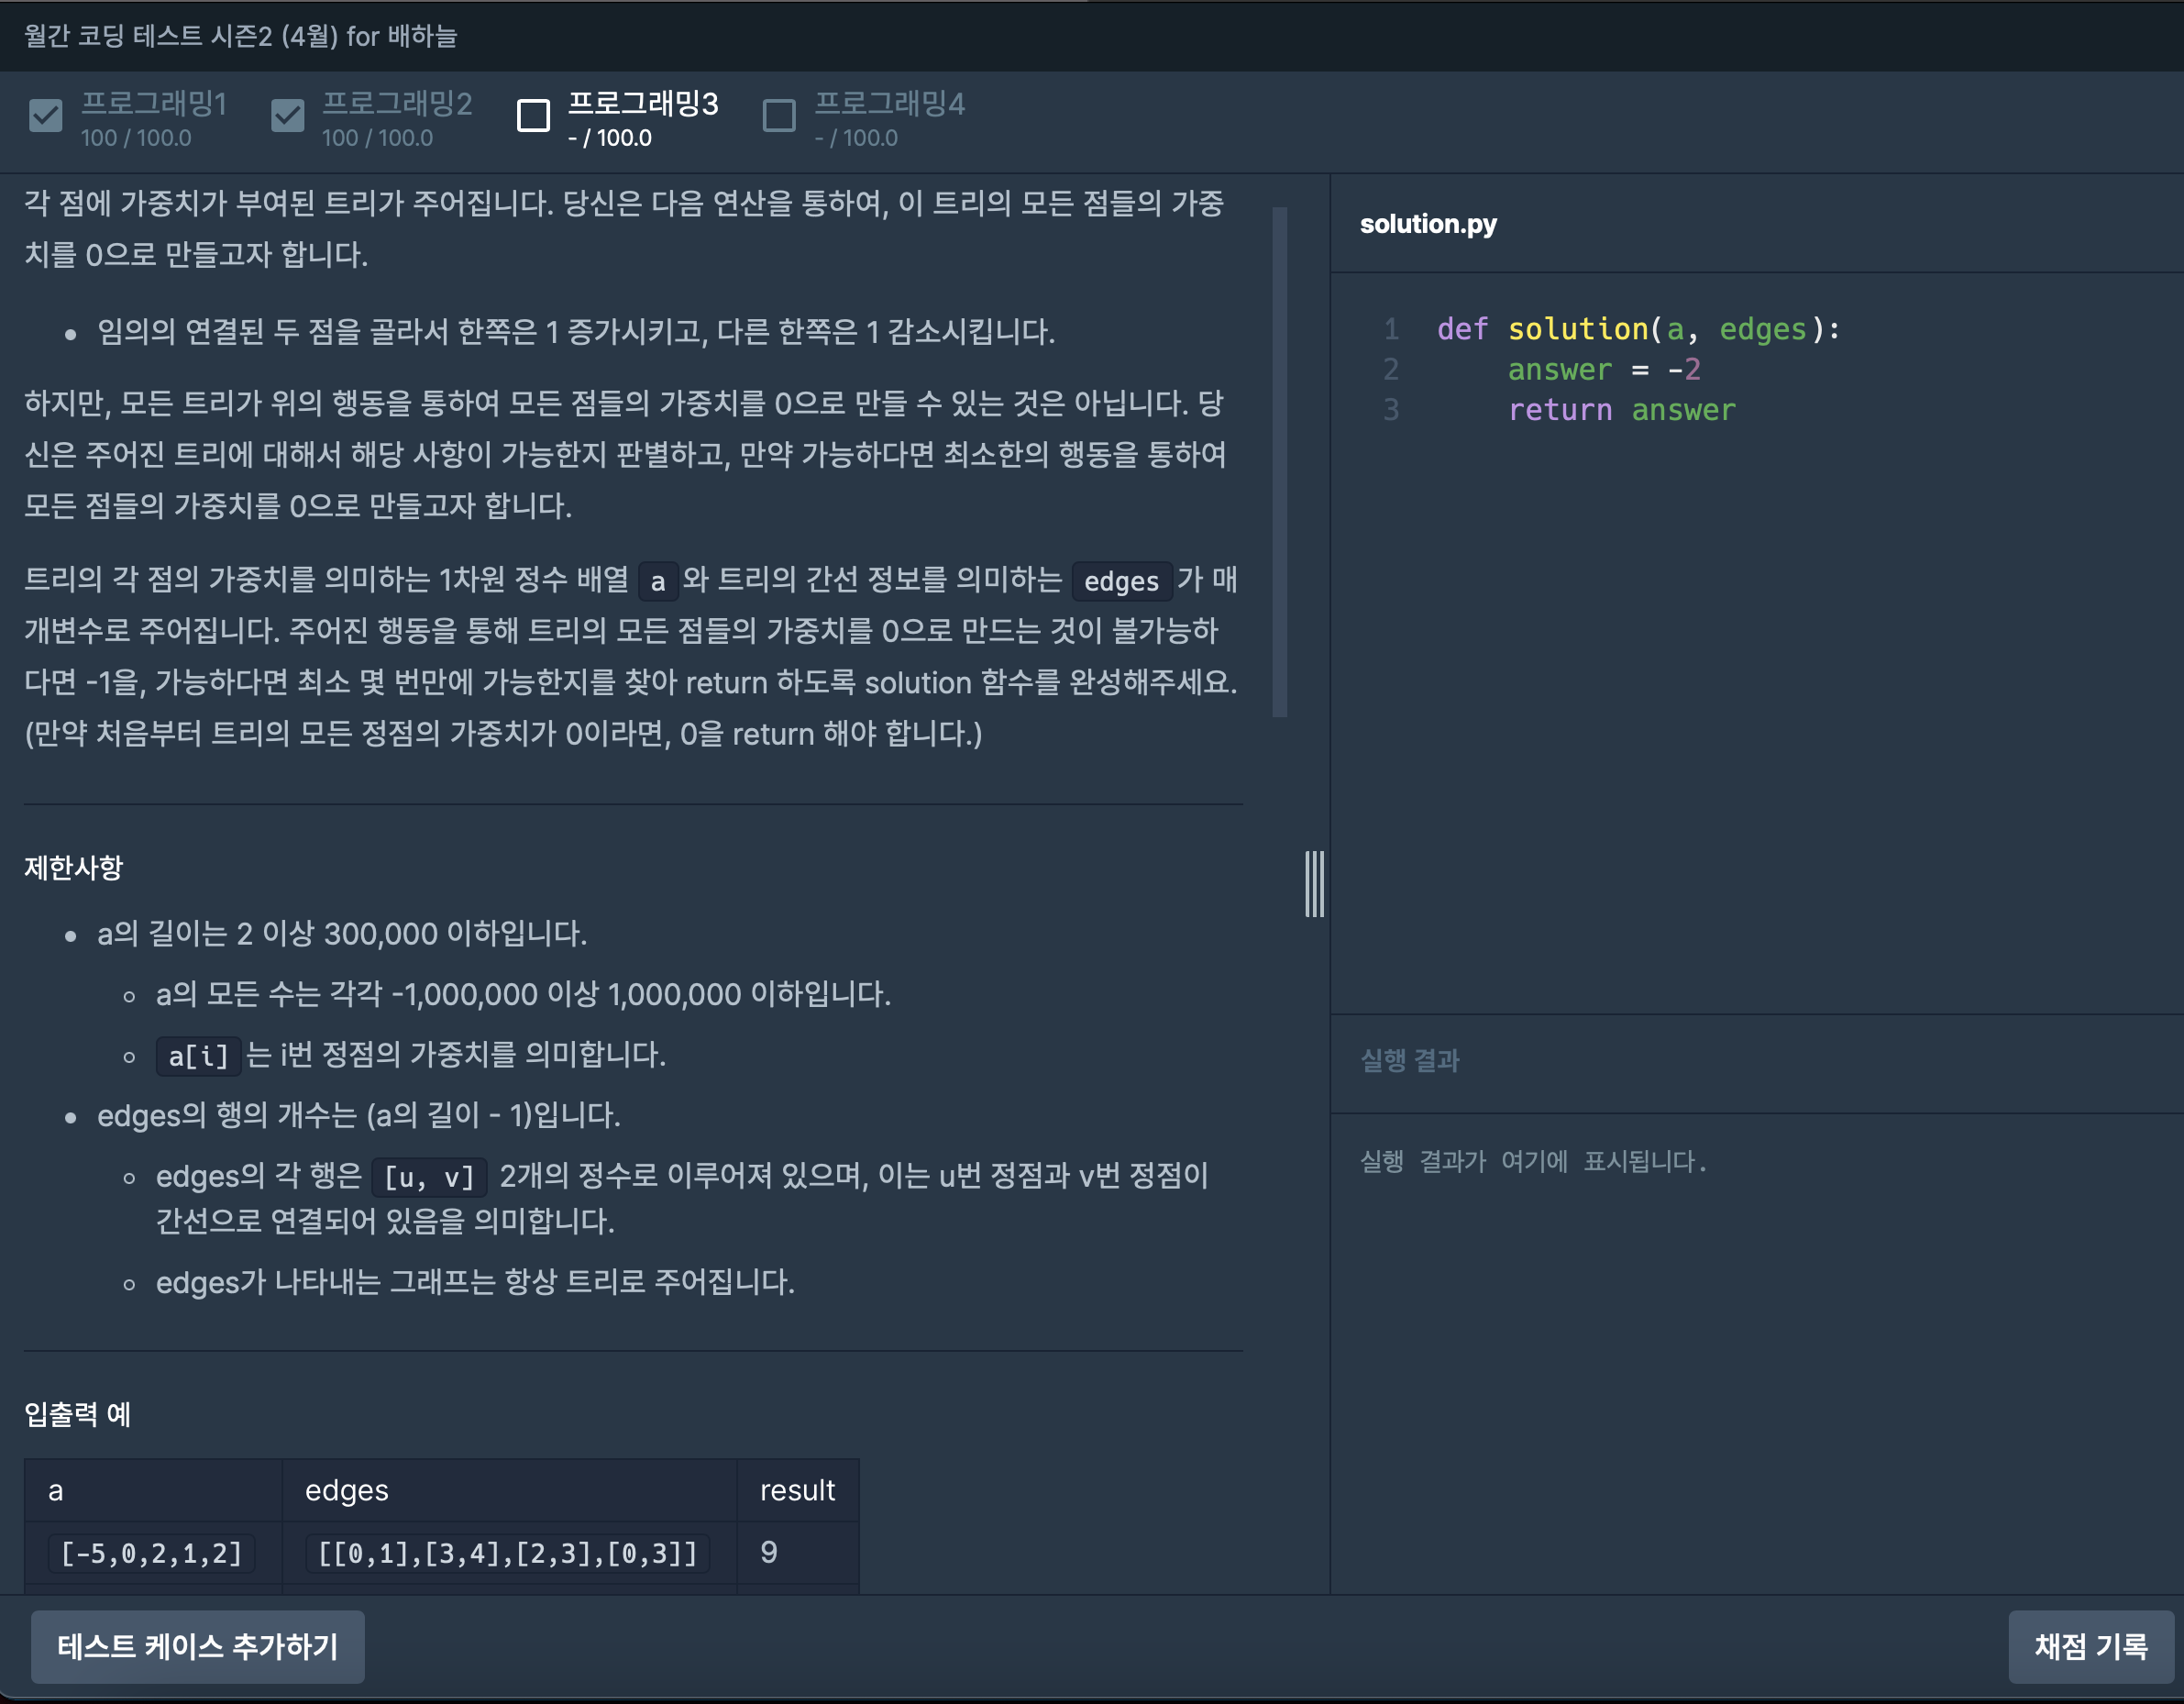 월간 코딩 테스트 시즌2 (4월) for 배하늘
프로그래밍1
100 / 100.0
프로그래밍2
100 / 100.0
프로그래밍3
- / 100.0
프로그래밍4
- / 100.0
각 점에 가중치가 부여된 트리가 주어집니다. 당신은 다음 연산을 통하여, 이 트리의 모든 점들의 가중
치를 0으로 만들고자 합니다.
임의의 연결된 두 점을 골라서 한쪽은 1 증가시키고, 다른 한쪽은 1 감소시킵니다.
하지만, 모든 트리가 위의 행동을 통하여 모든 점들의 가중치를 0으로 만들 수 있는 것은 아닙니다. 당
신은 주어진 트리에 대해서 해당 사항이 가능한지 판별하고, 만약 가능하다면 최소한의 행동을 통하여
모든 점들의 가중치를 0으로 만들고자 합니다.
트리의 각 점의 가중치를 의미하는 1차원 정수 배열 a와 트리의 간선 정보를 의미하는 edges가 매
개변수로 주어집니다. 주어진 행동을 통해 트리의 모든 점들의 가중치를 0으로 만드는 것이 불가능하
다면 -1을, 가능하다면 최소 몇 번만에 가능한지를 찾아 return 하도록 solution 함수를 완성해주세요.
(만약 처음부터 트리의 모든 정점의 가중치가 0이라면, 0을 return 해야 합니다.)
제한사항
a의 길이는 2 이상 300,000 이하입니다.
a의 모든 수는 각각 -1,000,000 이상 1,000,000 이하입니다.
a[i]는 i번 정점의 가중치를 의미합니다.
edges의 행의 개수는 (a의 길이 - 1)입니다.
edges의 각 행은 [u, v] 2개의 정수로 이루어져 있으며, 이는 u번 정점과 v번 정점이
간선으로 연결되어 있음을 의미합니다.
edges가 나타내는 그래프는 항상 트리로 주어집니다.
입출력 예
a edges result
[-5,0,2,1,2] [[0,1],[3,4],[2,3],[0,3]] 9
테스트 케이스 추가하기
solution.py
1 def solution(a, edges):
2 answer = -2
3 return answer
실행 결과
실행 결과가 여기에 표시됩니다.
채점 기록